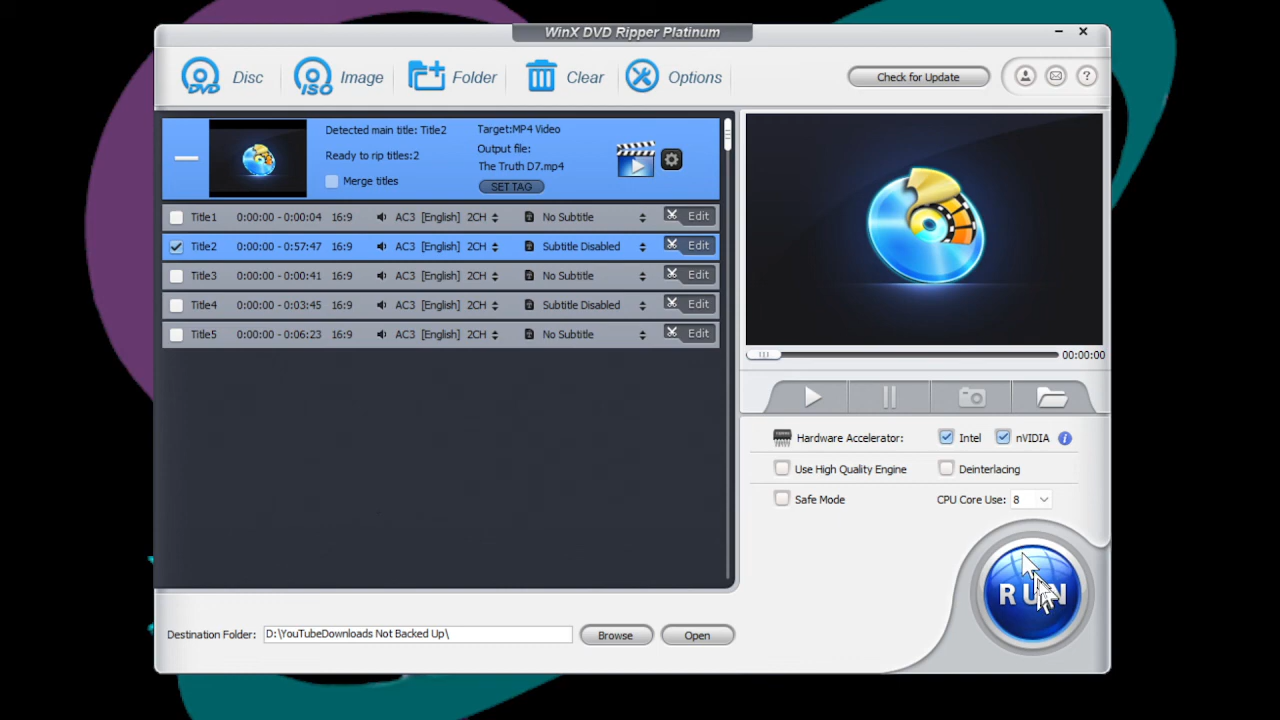 WinX DVD Ripper Platinum
DVD Disc ISO Image Folder Clear Options Check for Update ?
Detected main title: Title2 Target:MP4 Video
Ready to rip titles:2 Output file:
The Truth D7.mp4
Merge titles SET TAG
Title1 0:00:00 - 0:00:04 16:9 AC3 [English] 2CH No Subtitle Edit
Title2 0:00:00 - 0:57:47 16:9 AC3 [English] 2CH Subtitle Disabled Edit
Title3 0:00:00 - 0:00:41 16:9 AC3 [English] 2CH No Subtitle Edit
Title4 0:00:00 - 0:03:45 16:9 AC3 [English] 2CH Subtitle Disabled Edit
Title5 0:00:00 - 0:06:23 16:9 AC3 [English] 2CH No Subtitle Edit
00:00:00
Hardware Accelerator: Intel nVIDIA i
Use High Quality Engine Deinterlacing
Safe Mode CPU Core Use: 8
RUN
Destination Folder: D:\YouTubeDownloads Not Backed Up\ Browse Open